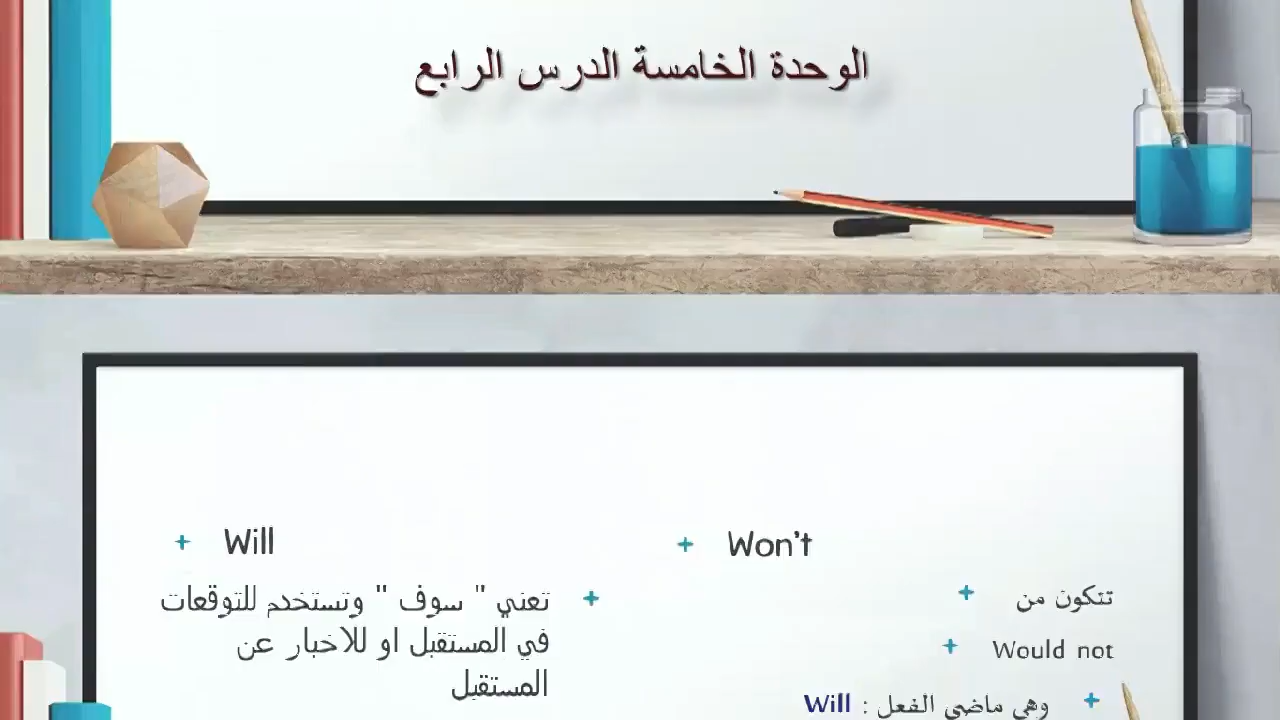 الوحدة الخامسة الدرس الرابع
Will
تعني " سوف " وتستخدم للتوقعات
في المستقبل او للاخبار عن
المستقبل
Won't
تتكون من
Would not
وهي ماضي الفعل : Will